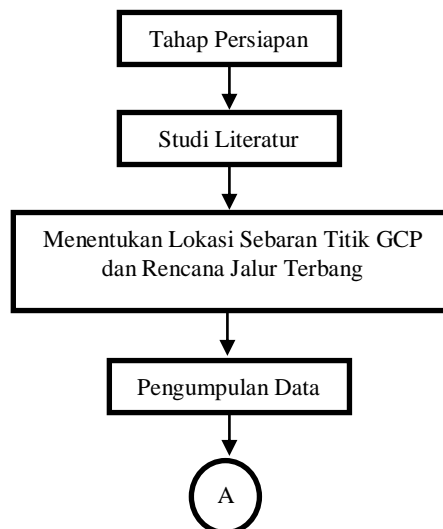 Tahap Persiapan
Studi Literatur
Menentukan Lokasi Sebaran Titik GCP
dan Rencana Jalur Terbang
Pengumpulan Data
A